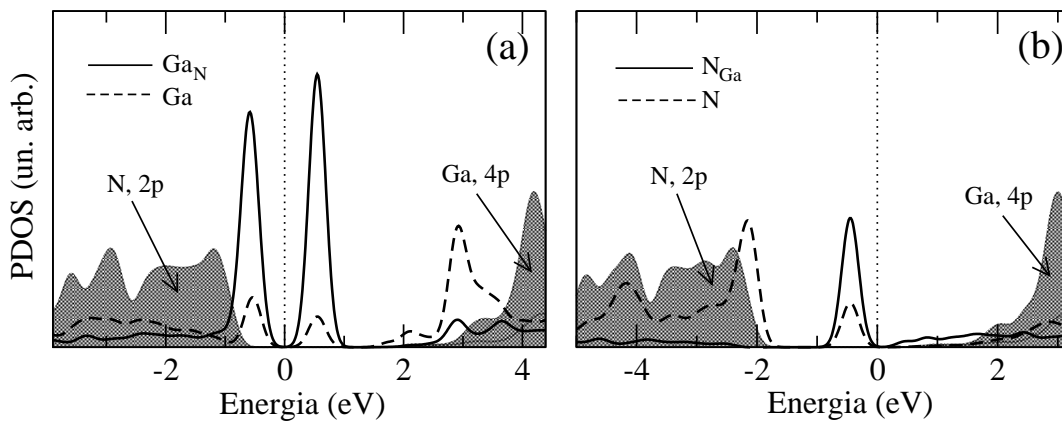 (a)
Ga_N
Ga
N, 2p
Ga, 4p
PDOS (un. arb.)
-2 0 2 4
Energia (eV)
(b)
N_Ga
N
N, 2p
Ga, 4p
-4 -2 0 2
Energia (eV)